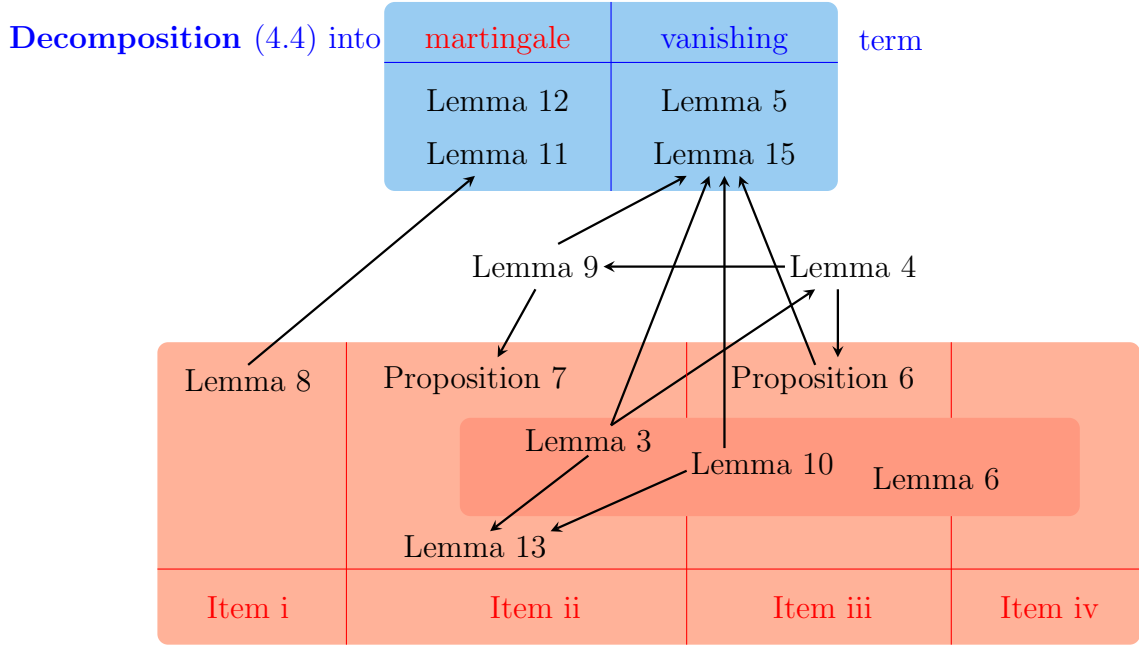 Decomposition (4.4) into martingale vanishing term
Lemma 12 Lemma 5
Lemma 11 Lemma 15
Lemma 9 Lemma 4
Lemma 8 Proposition 7 Proposition 6
Lemma 3
Lemma 10
Lemma 6
Lemma 13
Item i Item ii Item iii Item iv